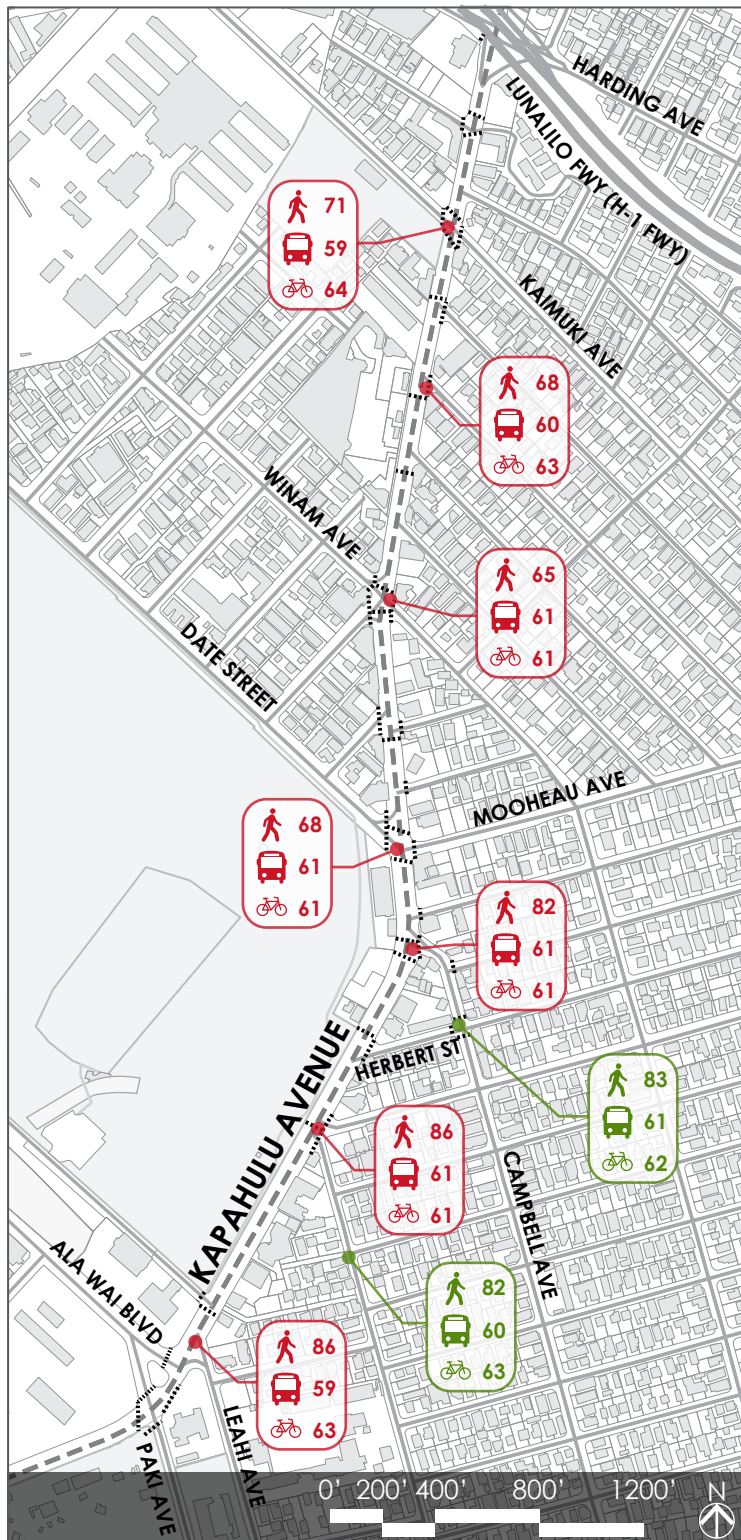 HARDING AVE
LUNALILO FWY (H-1 FWY)
71
59
64
KAIMUKI AVE
68
60
63
WINAM AVE
65
61
61
DATE STREET
MOOHEAU AVE
68
61
61
82
61
61
KAPAHULU AVENUE
HERBERT ST
83
61
62
86
61
61
CAMPBELL AVE
ALA WAI BLVD
82
60
63
86
59
63
LEAHI AVE
PAKI AVE
0' 200' 400' 800' 1200' N